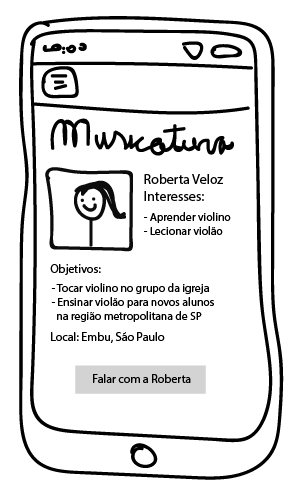 Musicatura
Roberta Veloz
Interesses:
- Aprender violino
- Lecionar violão
Objetivos:
- Tocar violino no grupo da igreja
- Ensinar violão para novos alunos
na região metropolitana de SP
Local: Embu, São Paulo
Falar com a Roberta